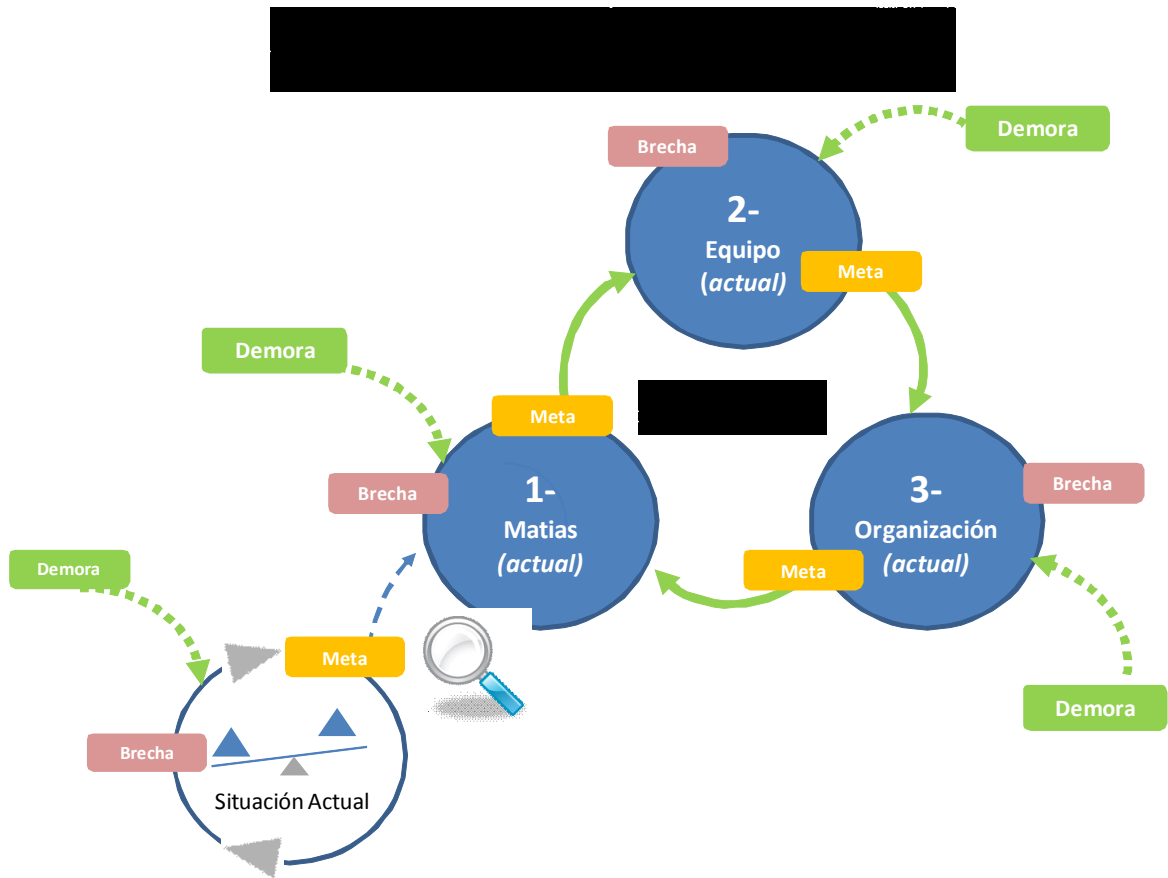 Demora
Brecha
2-
Equipo
(actual)
Meta
Demora
Meta
Brecha
1-
Matias
(actual)
3-
Organización
(actual)
Brecha
Meta
Demora
Demora
Meta
Brecha
Situación Actual